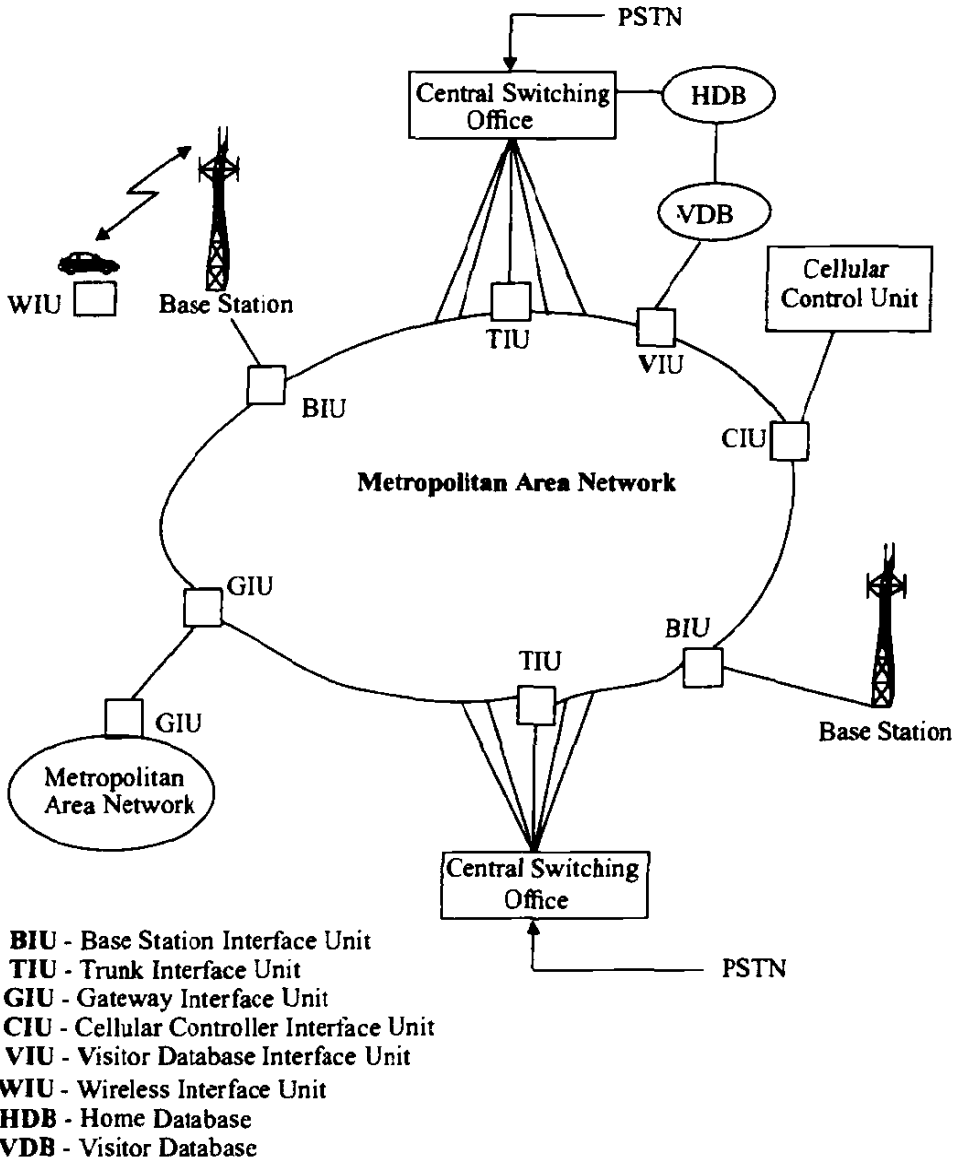 PSTN
Central Switching
Office
HDB
VDB
Cellular
Control Unit
WIU
Base Station
TIU
VIU
BIU
CIU
Metropolitan Area Network
GIU
BIU
TIU
GIU
Base Station
Metropolitan
Area Network
Central Switching
Office
PSTN
BIU - Base Station Interface Unit
TIU - Trunk Interface Unit
GIU - Gateway Interface Unit
CIU - Cellular Controller Interface Unit
VIU - Visitor Database Interface Unit
WIU - Wireless Interface Unit
HDB - Home Database
VDB - Visitor Database